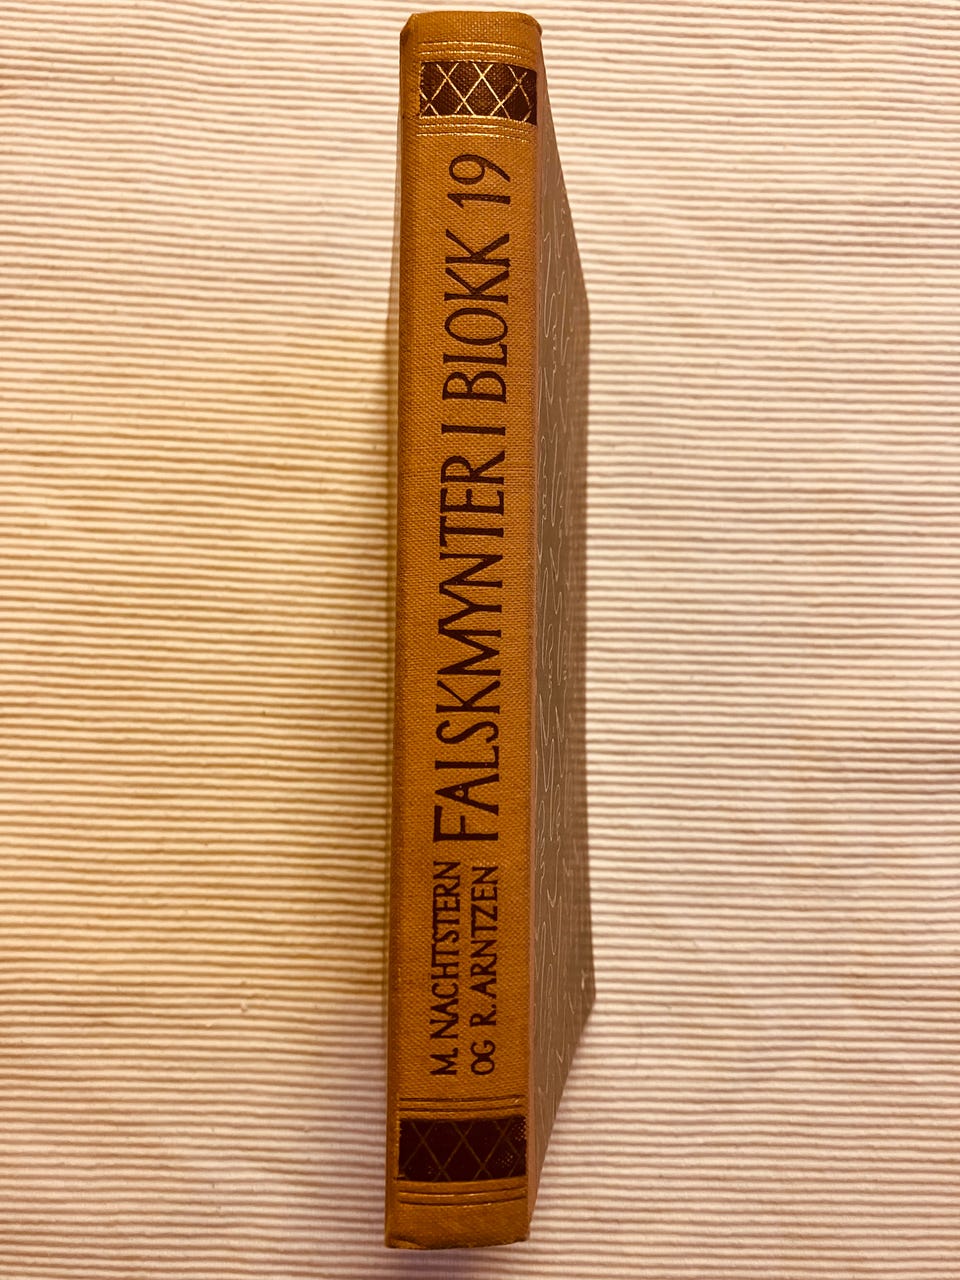 M. NACHTSTERN
OG R. ARNTZEN
FALSKMYNTER I BLOKK 19